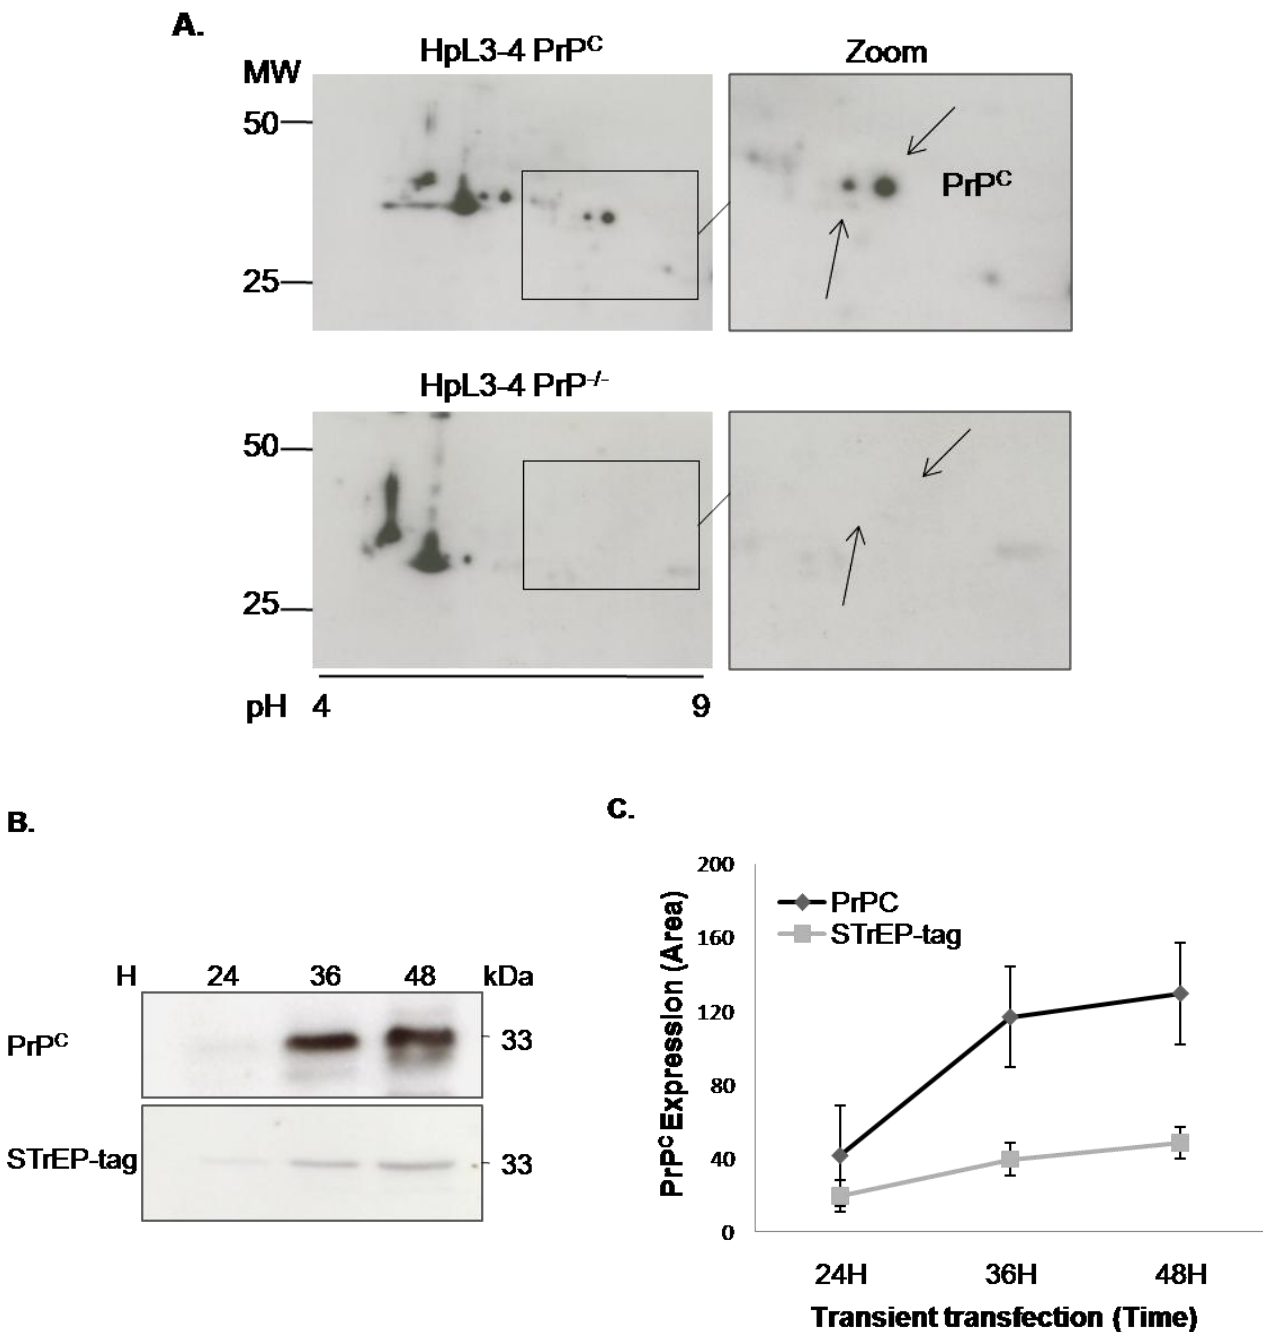 A.
HpL3-4 PrPC
Zoom
MW
50
PrPC
25
HpL3-4 PrP-/-
50
25
pH 4 9
B.
C.
H 24 36 48 kDa
PrPC 33
STrEP-tag 33
200
160
120
80
40
0
PrPC
STrEP-tag
PrPC Expression (Area)
24H 36H 48H
Transient transfection (Time)